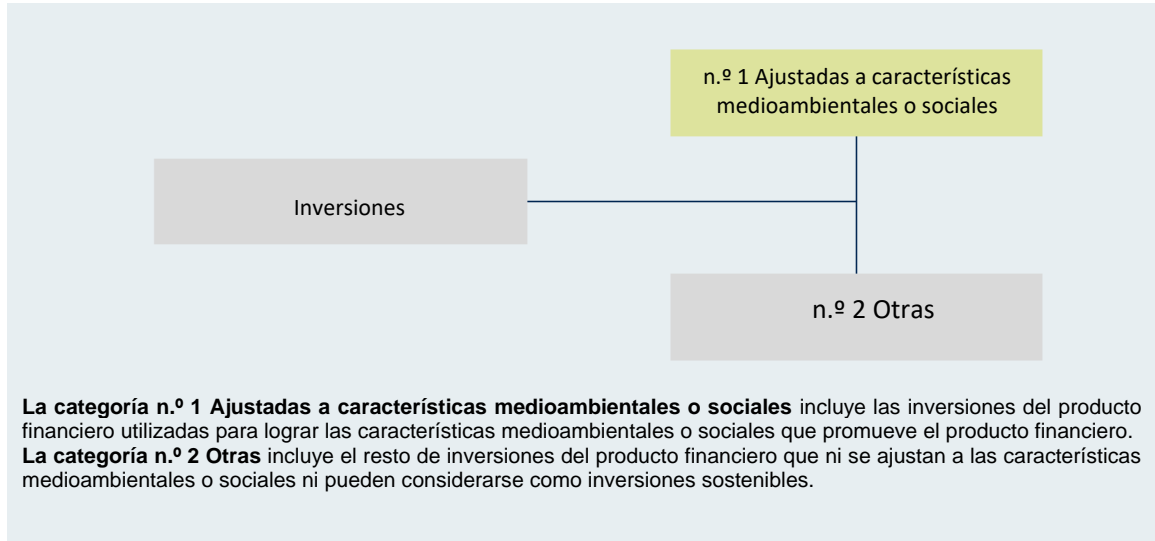 n.º 1 Ajustadas a características
medioambientales o sociales
Inversiones
n.º 2 Otras
La categoría n.º 1 Ajustadas a características medioambientales o sociales incluye las inversiones del producto
financiero utilizadas para lograr las características medioambientales o sociales que promueve el producto financiero.
La categoría n.º 2 Otras incluye el resto de inversiones del producto financiero que ni se ajustan a las características
medioambientales o sociales ni pueden considerarse como inversiones sostenibles.